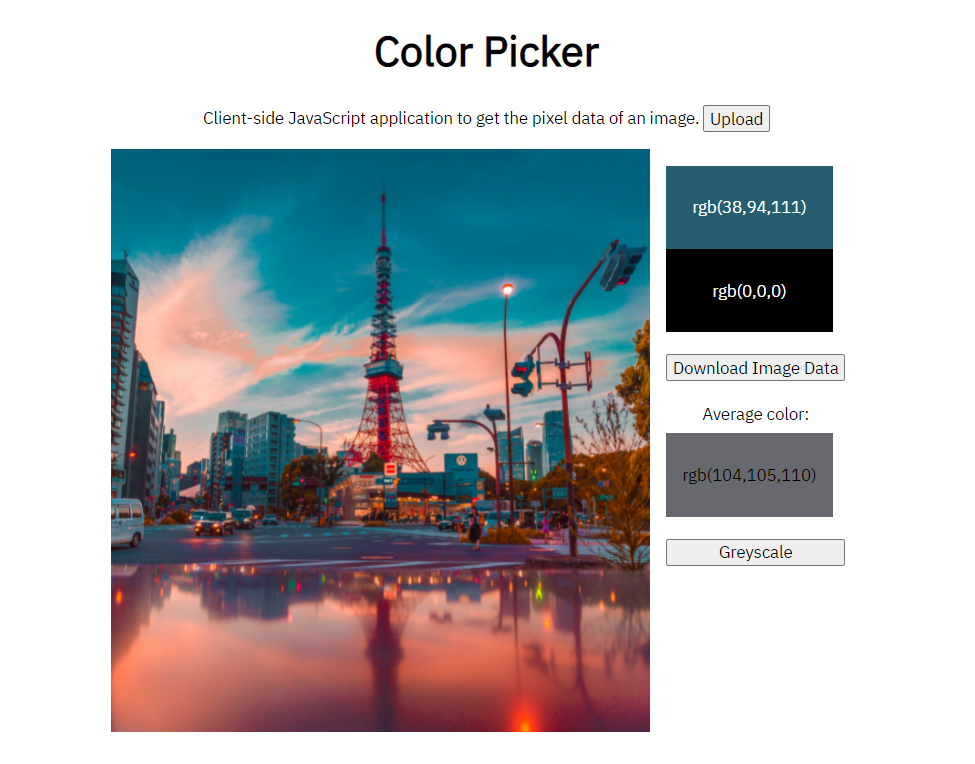 Color Picker
Client-side JavaScript application to get the pixel data of an image. Upload
rgb(38,94,111)
rgb(0,0,0)
Download Image Data
Average color:
rgb(104,105,110)
Greyscale